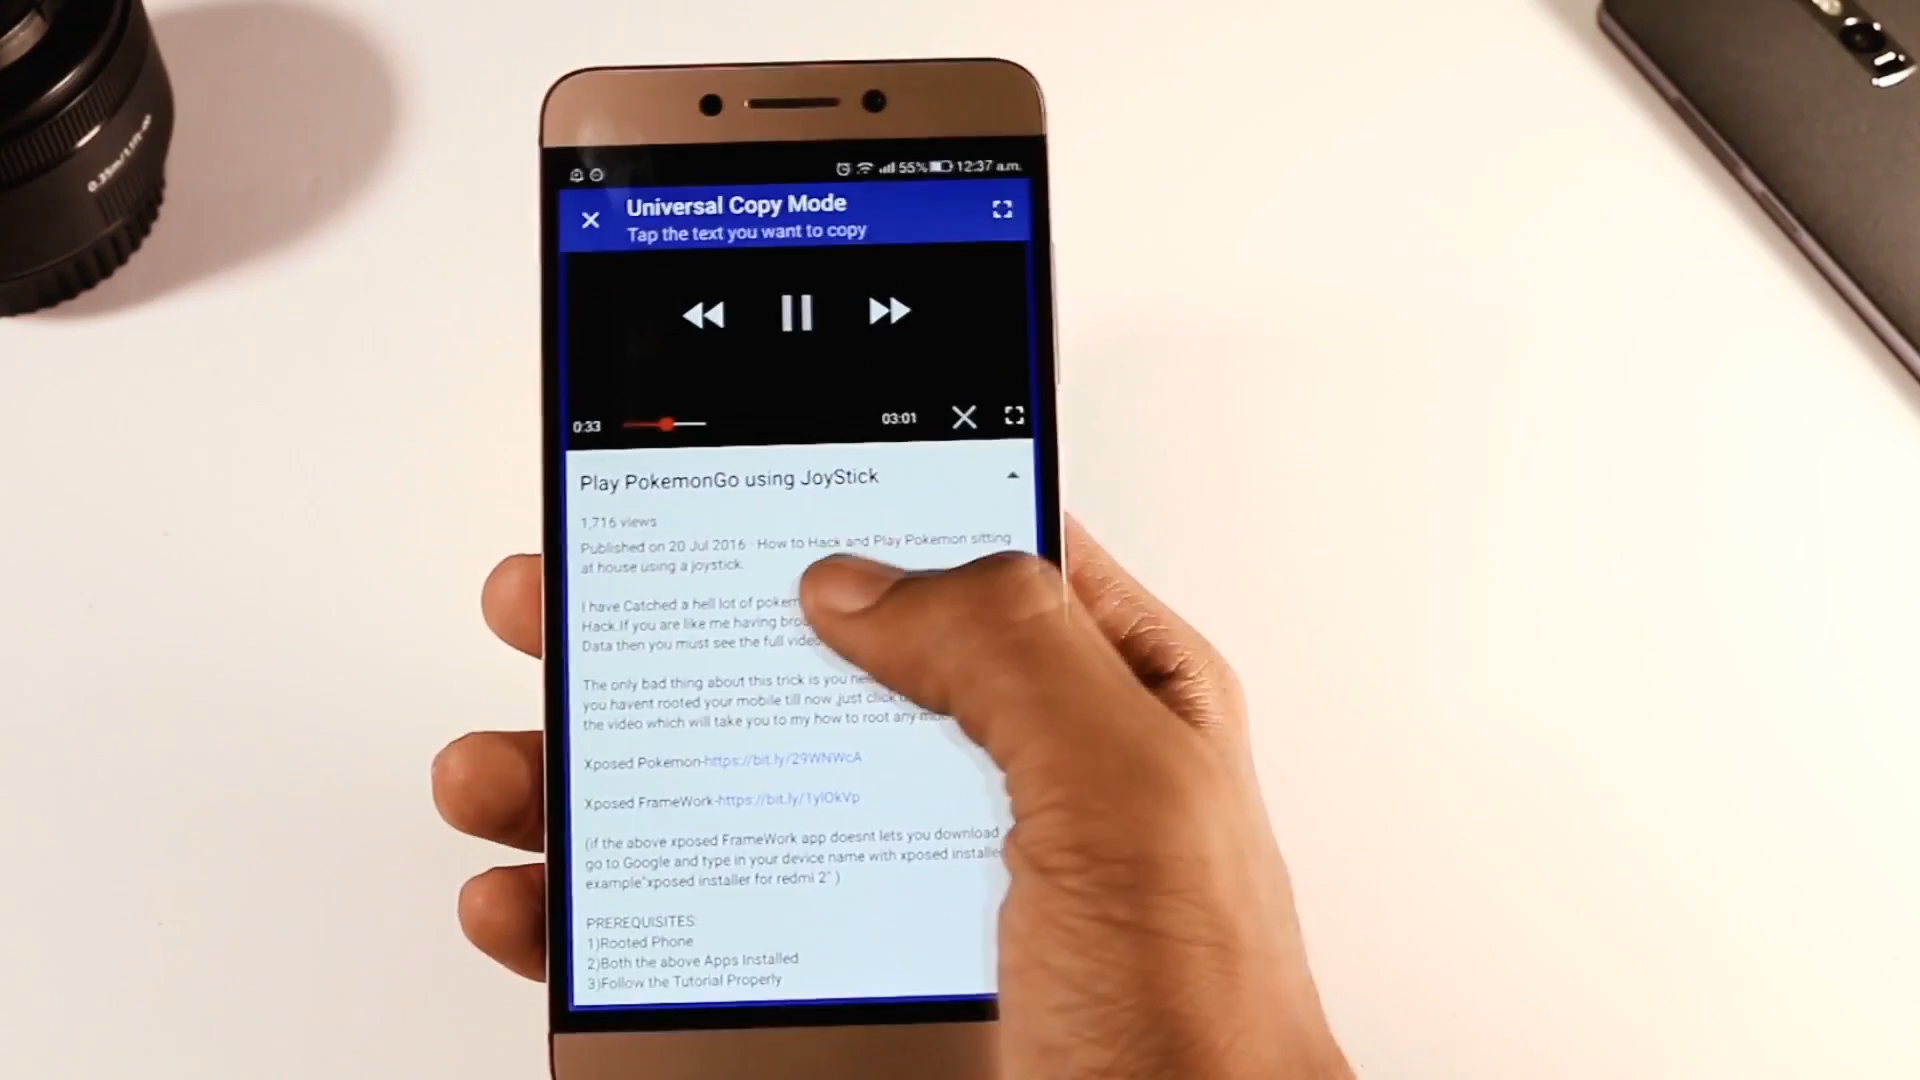 0.35m/1.1ft-∞
55% 12:37 a.m.
Universal Copy Mode
Tap the text you want to copy
0:33 03:01
Play PokemonGo using JoyStick
1,716 views
Published on 20 Jul 2016 · How to Hack and Play Pokemon sitting
at house using a joystick.
I have Catched a hell lot of
Hack.If you are like me having
Data then you must see the full
The only bad thing about this trick is you
you havent rooted your mobile till now ,just click
the video which will take you to my how to root any
Xposed Pokemon-https://bit.ly/29WNWcA
Xposed FrameWork-https://bit.ly/1ylOkVp
(if the above xposed FrameWork app doesnt lets you download
go to Google and type in your device name with xposed
example"xposed installer for redmi 2" )
PREREQUISITES:
1)Rooted Phone
2)Both the above Apps Installed
3)Follow the Tutorial Properly